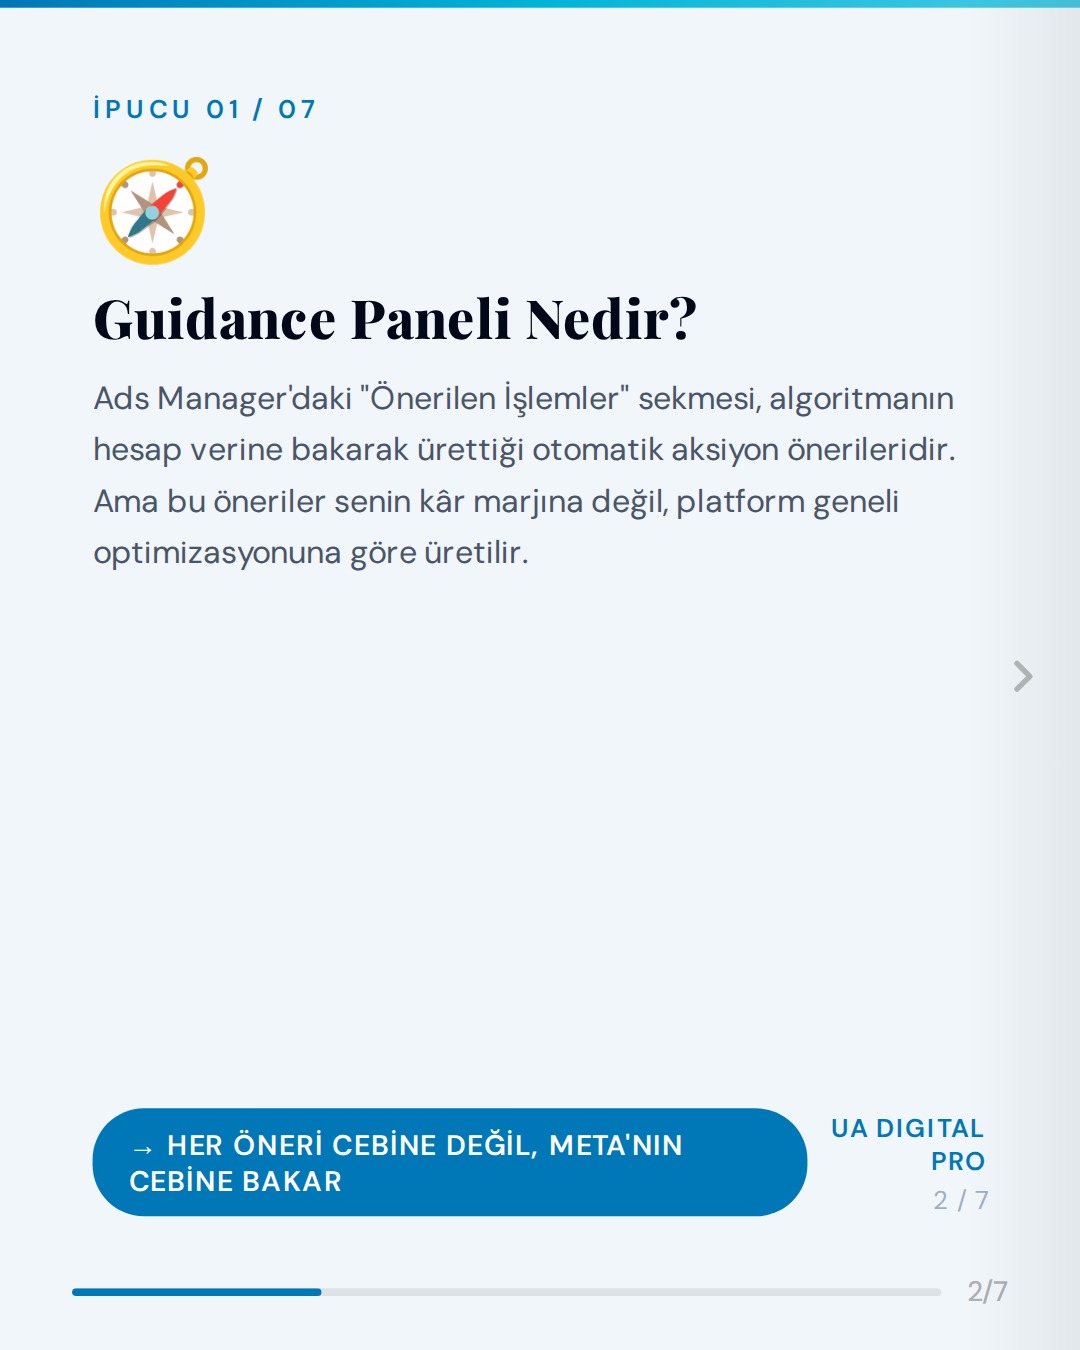 İPUCU 01 / 07
Guidance Paneli Nedir?
Ads Manager'daki "Önerilen İşlemler" sekmesi, algoritmanın
hesap verine bakarak ürettiği otomatik aksiyon önerileridir.
Ama bu öneriler senin kâr marjına değil, platform geneli
optimizasyonuna göre üretilir.
→ HER ÖNERİ CEBİNE DEĞİL, META'NIN
CEBİNE BAKAR
UA DIGITAL
PRO
2 / 7
2/7